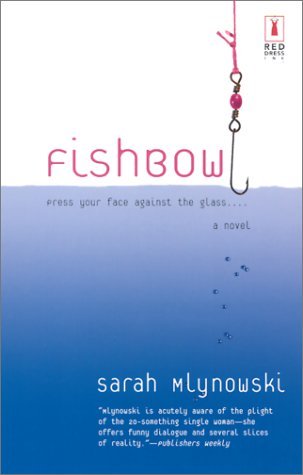 RED
DRESS
INK
FishBowl
press your face against the glass....
a novel
sarah mlynowski
"mlynowski is acutely aware of the plight
of the 20-something single woman—she
offers funny dialogue and several slices
of reality."—publishers weekly